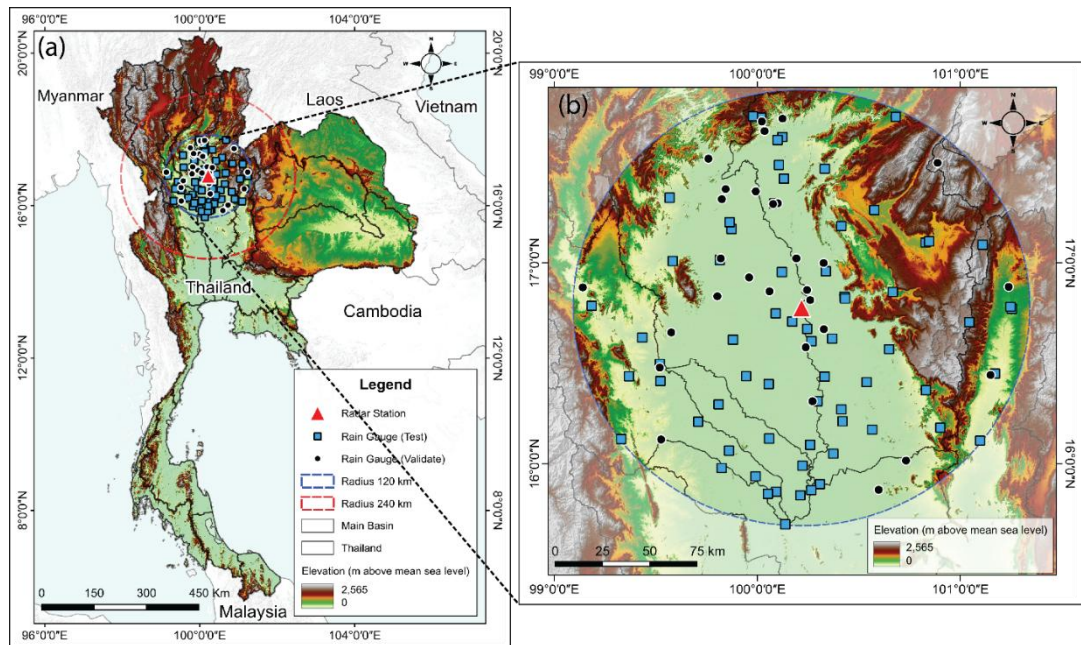 96°0'0"E
100°0'0"E
104°0'0"E
(a)
20°0'0"N
20°0'0"N
N
W
E
S
Myanmar
Laos
Vietnam
16°0'0"N
16°0'0"N
Thailand
Cambodia
12°0'0"N
12°0'0"N
8°0'0"N
8°0'0"N
Malaysia
Legend
Radar Station
Rain Gauge (Test)
Rain Gauge (Validate)
Radius 120 km
Radius 240 km
Main Basin
Thailand
Elevation (m above mean sea level)
2,565
0
0 150 300 450 Km
96°0'0"E
100°0'0"E
104°0'0"E
99°0'0"E
100°0'0"E
101°0'0"E
(b)
N
W
E
S
17°0'0"N
17°0'0"N
16°0'0"N
16°0'0"N
0 25 50 75 km
Elevation (m above mean sea level)
2,565
0
99°0'0"E
100°0'0"E
101°0'0"E